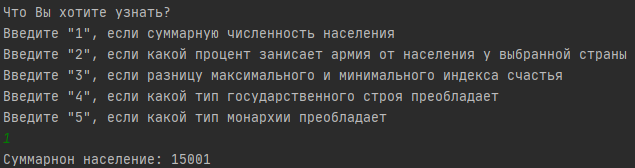 Что Вы хотите узнать?
Введите "1", если суммарную численность населения
Введите "2", если какой процент занисает армия от населения у выбранной страны
Введите "3", если разницу максимального и минимального индекса счастья
Введите "4", если какой тип государственного строя преобладает
Введите "5", если какой тип монархии преобладает
1
Суммарнон население: 15001